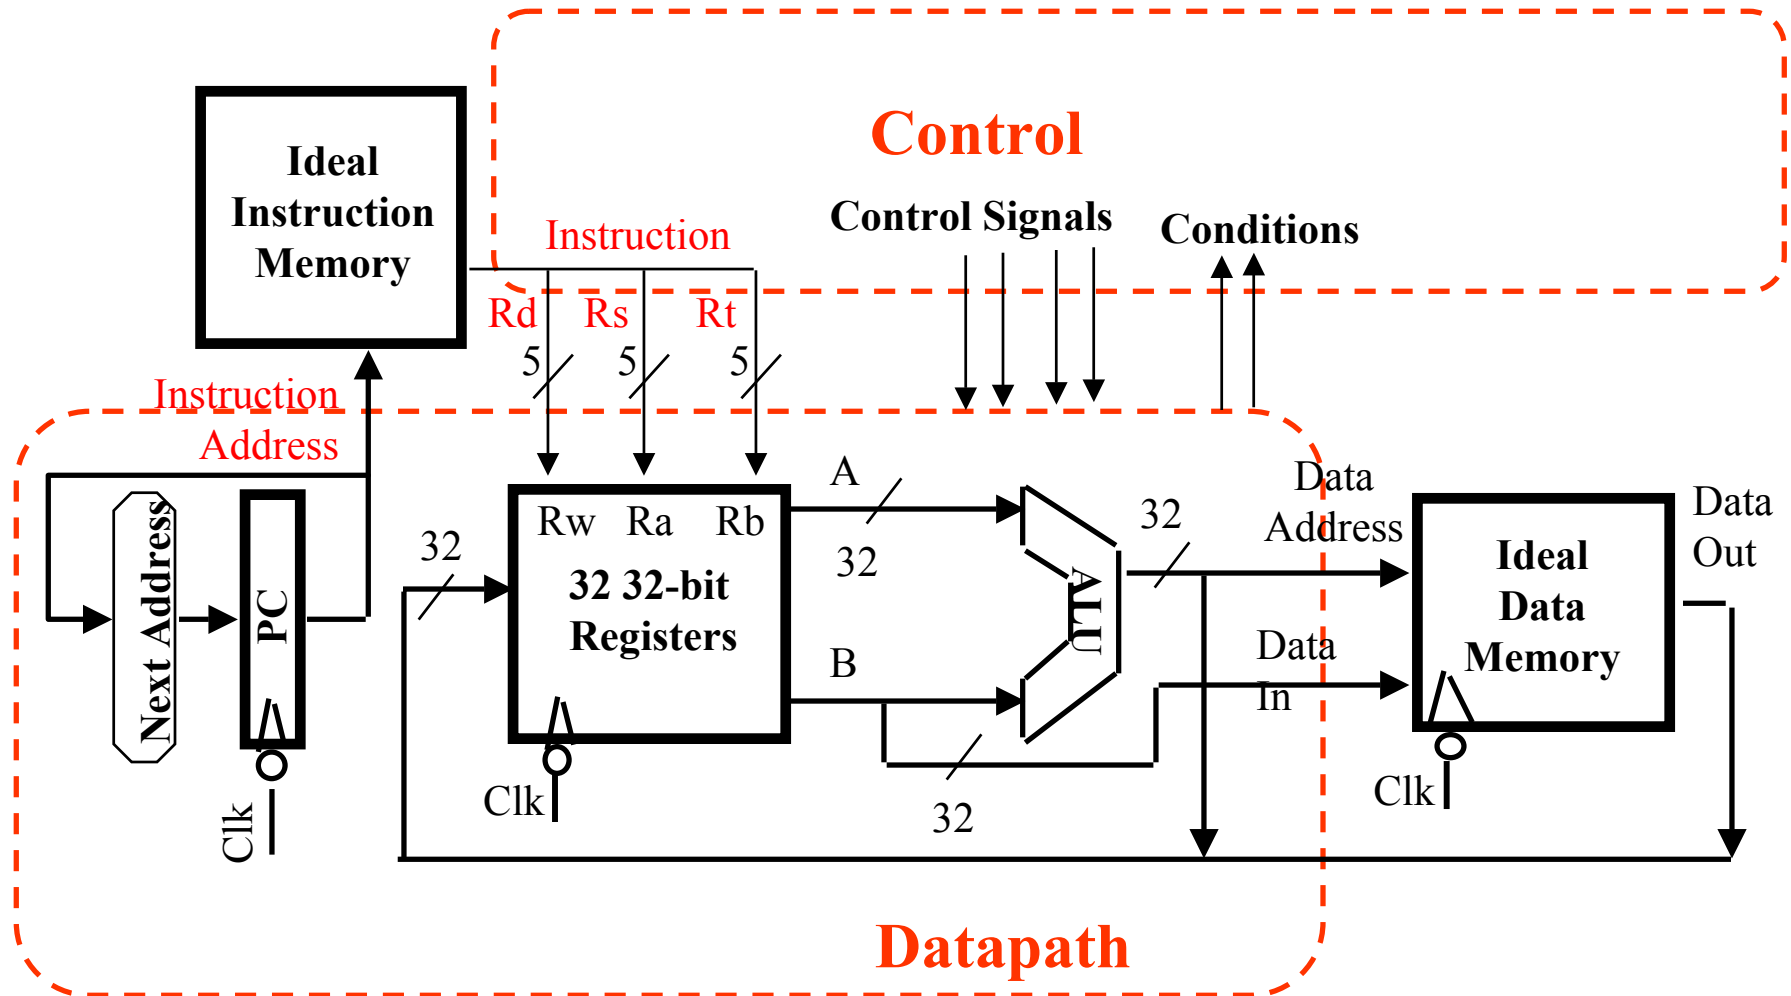 Control
Ideal
Instruction
Memory
Control Signals
Conditions
Instruction
Rd
Rs
Rt
5
5
5
Instruction
Address
A
32
B
32
32
Rw
Ra
Rb
32 32-bit
Registers
32
ALU
Data
Address
Data
In
Ideal
Data
Memory
Data
Out
Next Address
PC
Clk
Clk
Clk
32
Datapath